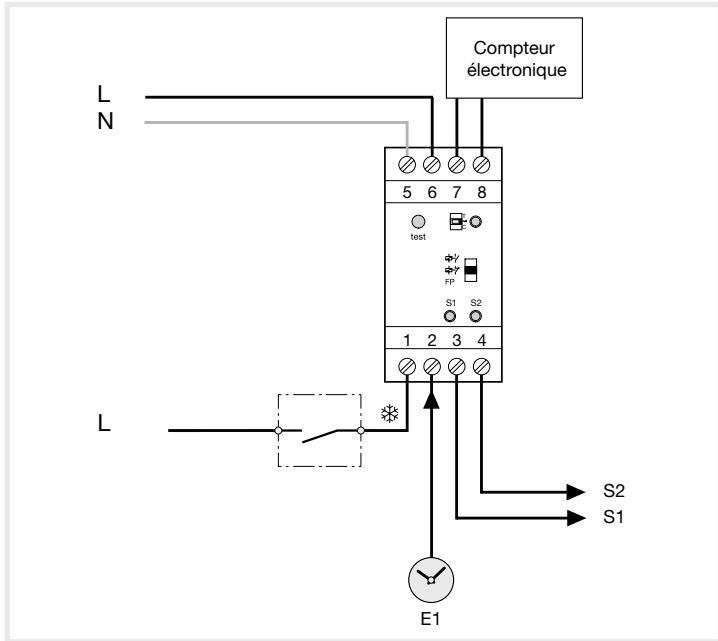 Compteur
électronique
L
N
5 6 7 8
test
FP
S1 S2
1 2 3 4
L
S2
S1
E1